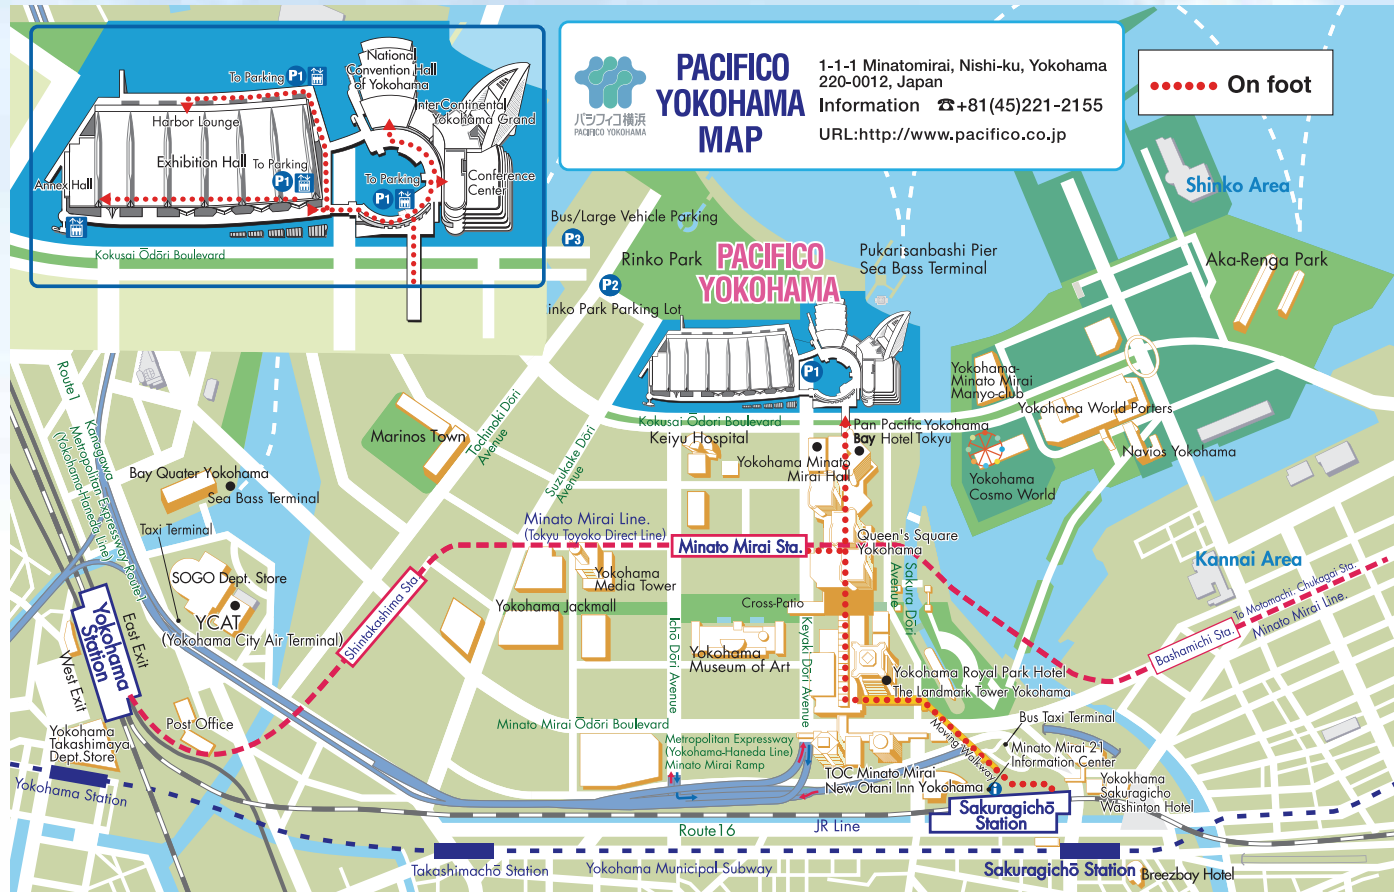 PACIFICO
YOKOHAMA
MAP
パシフィコ横浜
PACIFICO YOKOHAMA
1-1-1 Minatomirai, Nishi-ku, Yokohama
220-0012, Japan
Information ☎+81(45)221-2155
URL:http://www.pacifico.co.jp
On foot
To Parking P1
National
Convention Hall
of Yokohama
InterContinental
Yokohama Grand
Harbor Lounge
Exhibition Hall
To Parking
P1
To Parking
P1
Annex Hall
Conference
Center
Kokusai Ōdōri Boulevard
Bus/Large Vehicle Parking
P3
Rinko Park
P2
inko Park Parking Lot
PACIFICO
YOKOHAMA
Pukarisanbashi Pier
Sea Bass Terminal
Shinko Area
Aka-Renga Park
P1
Yokohama-
Minato Mirai
Manyo-club
Yokohama World Porters
Navios Yokohama
Yokohama
Cosmo World
Kokusai Ōdori Boulevard
Keiyu Hospital
Pan Pacific Yokohama
Bay Hotel Tokyu
Yokohama Minato
Mirai Hall
Route1
Kanagawa
Metropolitan Expressway Route1
(Yokohama-Haneda Line)
Marinos Town
Tochinoki Dōri
Avenue
Suzukake Dōri
Avenue
Bay Quater Yokohama
Sea Bass Terminal
Taxi Terminal
SOGO Dept. Store
YCAT
(Yokohama City Air Terminal)
Minato Mirai Line.
(Tokyu Toyoko Direct Line)
Minato Mirai Sta.
Queen's Square
Yokohama
Kannai Area
To Motomachi. Chukagai Sta.
Minato Mirai Line.
Bashamichi Sta.
Shintakashima Sta.
Yokohama
Media Tower
Yokohama Jackmall
Cross-Patio
Sakura Dōri
Avenue
Ichō Dōri Avenue
Keyaki Dōri Avenue
Yokohama
Museum of Art
Yokohama Royal Park Hotel
The Landmark Tower Yokohama
Yokohama
Station
East Exit
West Exit
Post Office
Yokohama
Takashimaya
Dept.Store
Minato Mirai Ōdōri Boulevard
Metropolitan Expressway
(Yokohama-Haneda Line)
Minato Mirai Ramp
Moving Walkway
Bus Taxi Terminal
Minato Mirai 21
Information Center
TOC Minato Mirai
New Otani Inn Yokohama
i
Yokokhama
Sakuragicho
Washinton Hotel
Sakuragichō
Station
Yokohama Station
Route16
JR Line
Takashimachō Station
Yokohama Municipal Subway
Sakuragichō Station
Breezbay Hotel